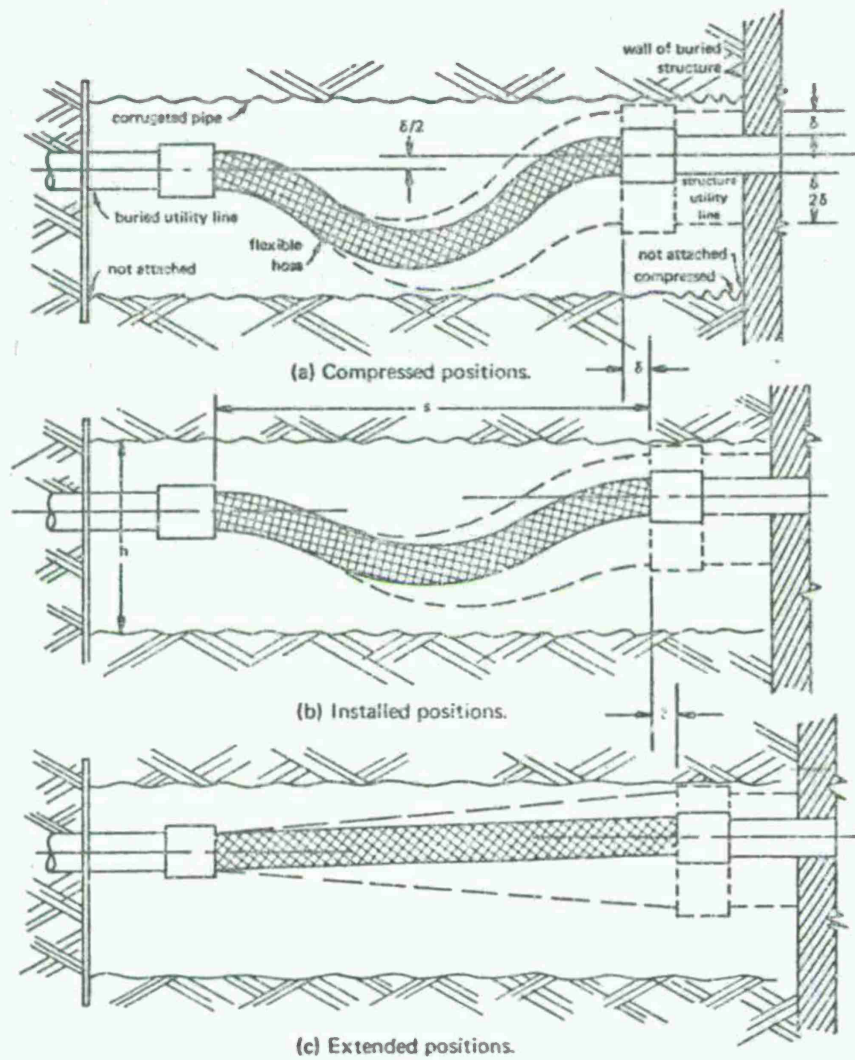 wall of buried
structure
corrugated pipe
δ/2
δ
δ
buried utility line
structure
utility
line
2δ
flexible
hose
not attached
not attached
compressed
(a) Compressed positions.
δ
s
h
(b) Installed positions.
(c) Extended positions.